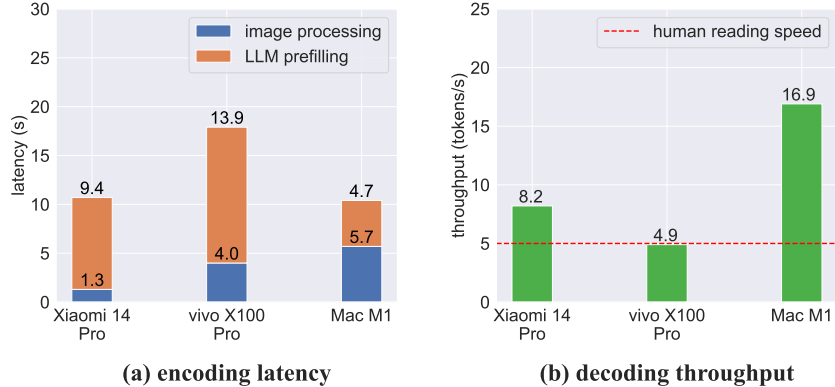 30
25
20
15
10
5
0
latency (s)
image processing
LLM prefilling
9.4
1.3
13.9
4.0
4.7
5.7
Xiaomi 14
Pro
vivo X100
Pro
Mac M1
(a) encoding latency
25
20
15
10
5
0
throughput (tokens/s)
human reading speed
8.2
4.9
16.9
Xiaomi 14
Pro
vivo X100
Pro
Mac M1
(b) decoding throughput